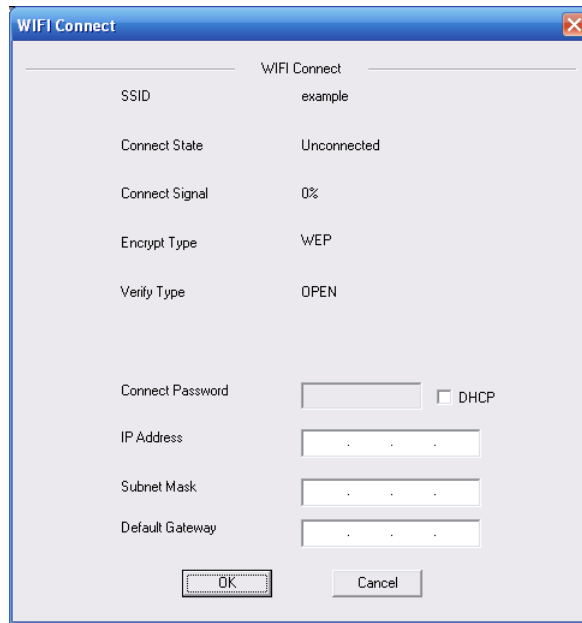 WIFI Connect
WIFI Connect
SSID example
Connect State Unconnected
Connect Signal 0%
Encrypt Type WEP
Verify Type OPEN
Connect Password DHCP
IP Address . . .
Subnet Mask . . .
Default Gateway . . .
OK Cancel